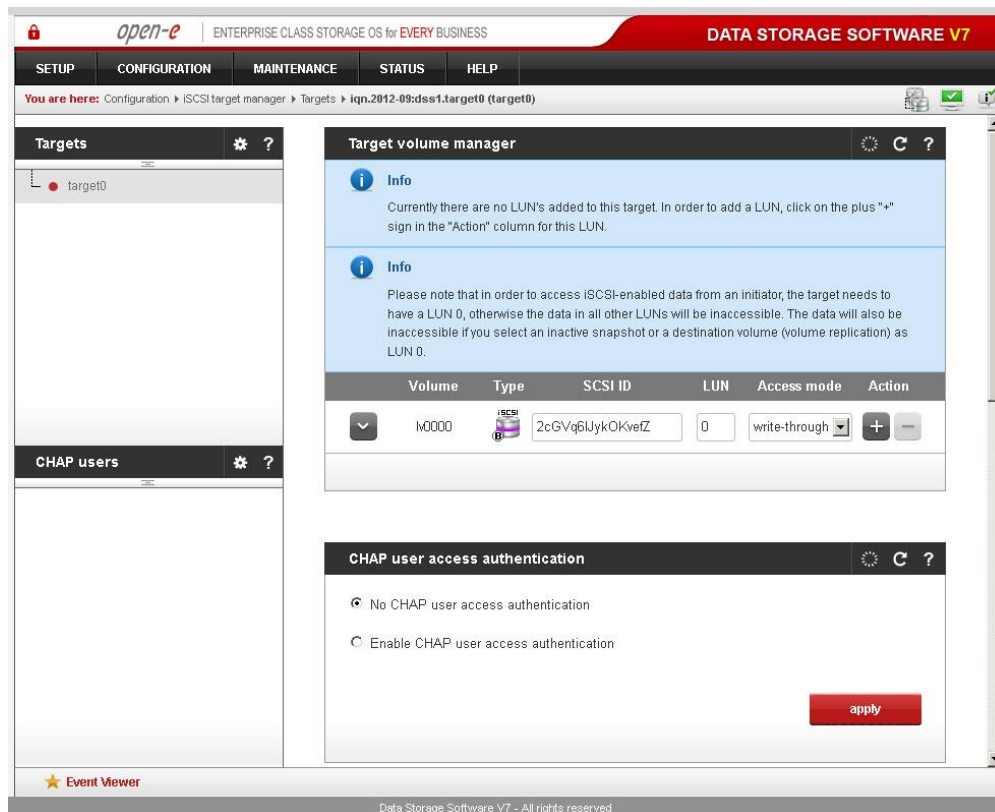 open-e ENTERPRISE CLASS STORAGE OS for EVERY BUSINESS DATA STORAGE SOFTWARE V7
SETUP CONFIGURATION MAINTENANCE STATUS HELP
You are here: Configuration iSCSI target manager Targets iqn.2012-09:dss1.target0 (target0)
Targets ?
target0
CHAP users ?
Target volume manager ?
Info
Currently there are no LUN's added to this target. In order to add a LUN, click on the plus "+"
sign in the "Action" column for this LUN.
Info
Please note that in order to access iSCSI-enabled data from an initiator, the target needs to
have a LUN 0, otherwise the data in all other LUNs will be inaccessible. The data will also be
inaccessible if you select an inactive snapshot or a destination volume (volume replication) as
LUN 0.
Volume Type SCSI ID LUN Access mode Action
lv0000 iSCSI B 2cGVq6IJykOKvefZ 0 write-through + −
CHAP user access authentication ?
No CHAP user access authentication
Enable CHAP user access authentication
apply
Event Viewer
Data Storage Software V7 - All rights reserved